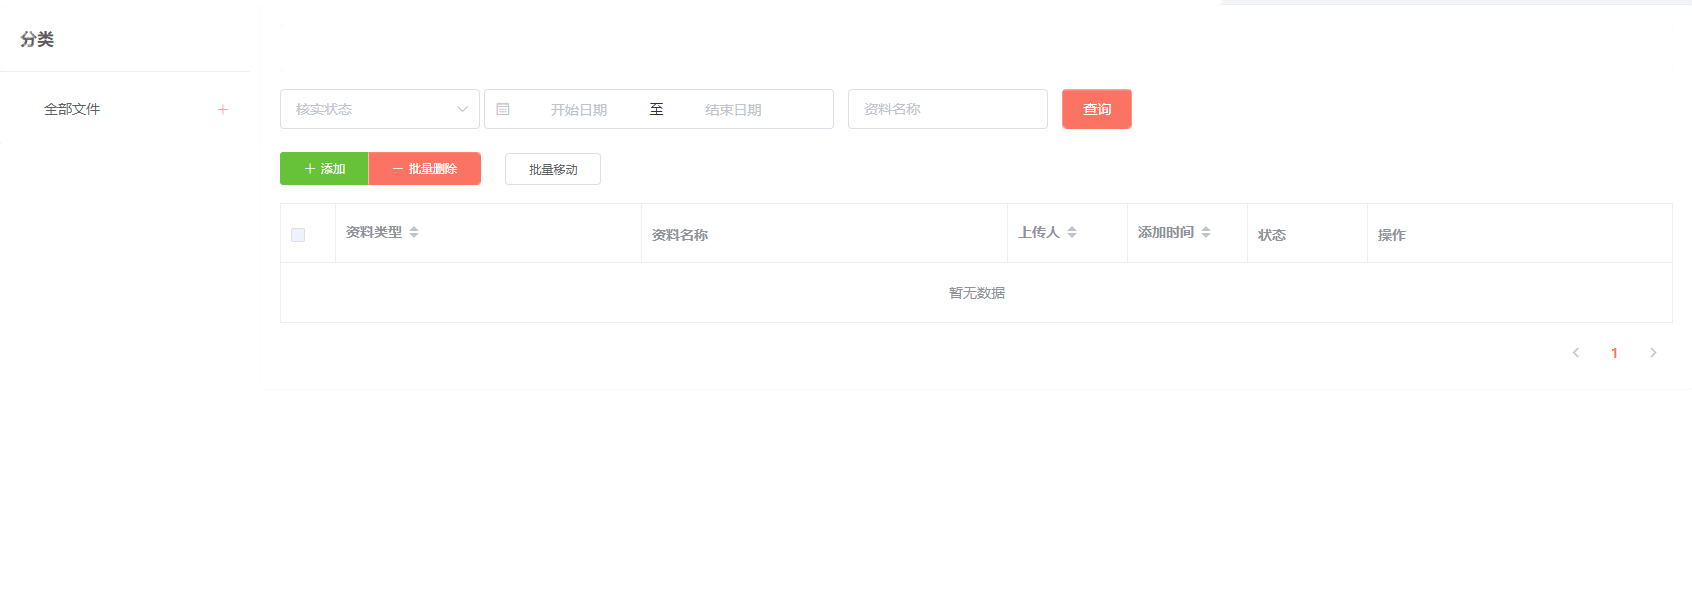 分类
全部文件 +
核实状态 开始日期 至 结束日期 资料名称 查询
+ 添加 — 批量删除 批量移动
资料类型 资料名称 上传人 添加时间 状态 操作
暂无数据
< 1 >